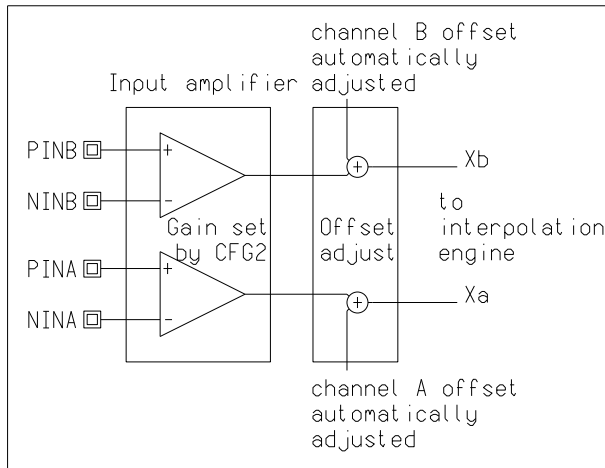 channel B offset
automatically
adjusted
Input amplifier
PINB
+
-
NINB
+
Xb
Gain set
by CFG2
Offset
adjust
to
interpolation
engine
PINA
+
-
NINA
+
Xa
channel A offset
automatically
adjusted